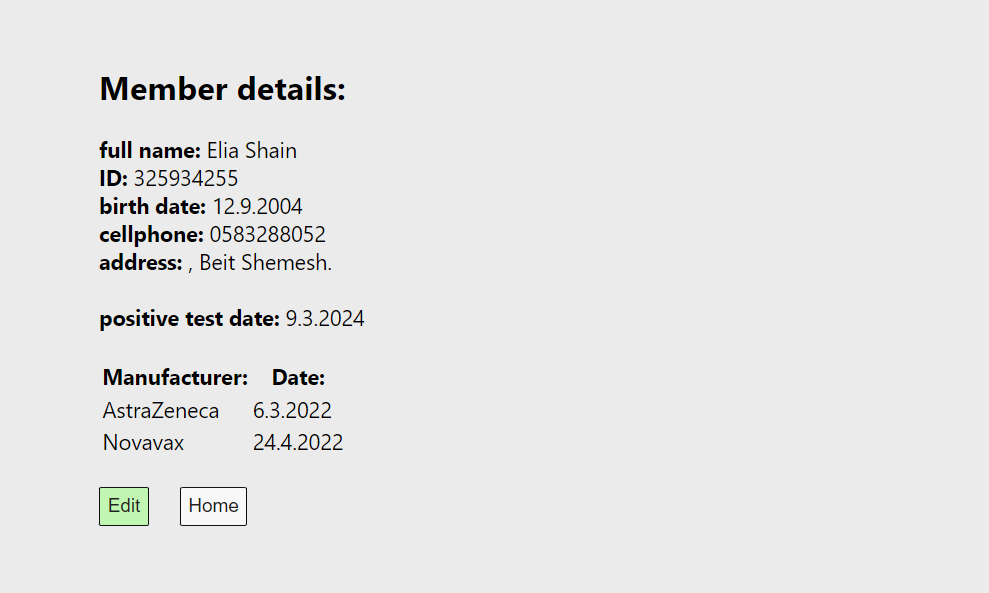 Member details:
full name: Elia Shain
ID: 325934255
birth date: 12.9.2004
cellphone: 0583288052
address: , Beit Shemesh.
positive test date: 9.3.2024
Manufacturer: Date:
AstraZeneca 6.3.2022
Novavax 24.4.2022
Edit Home